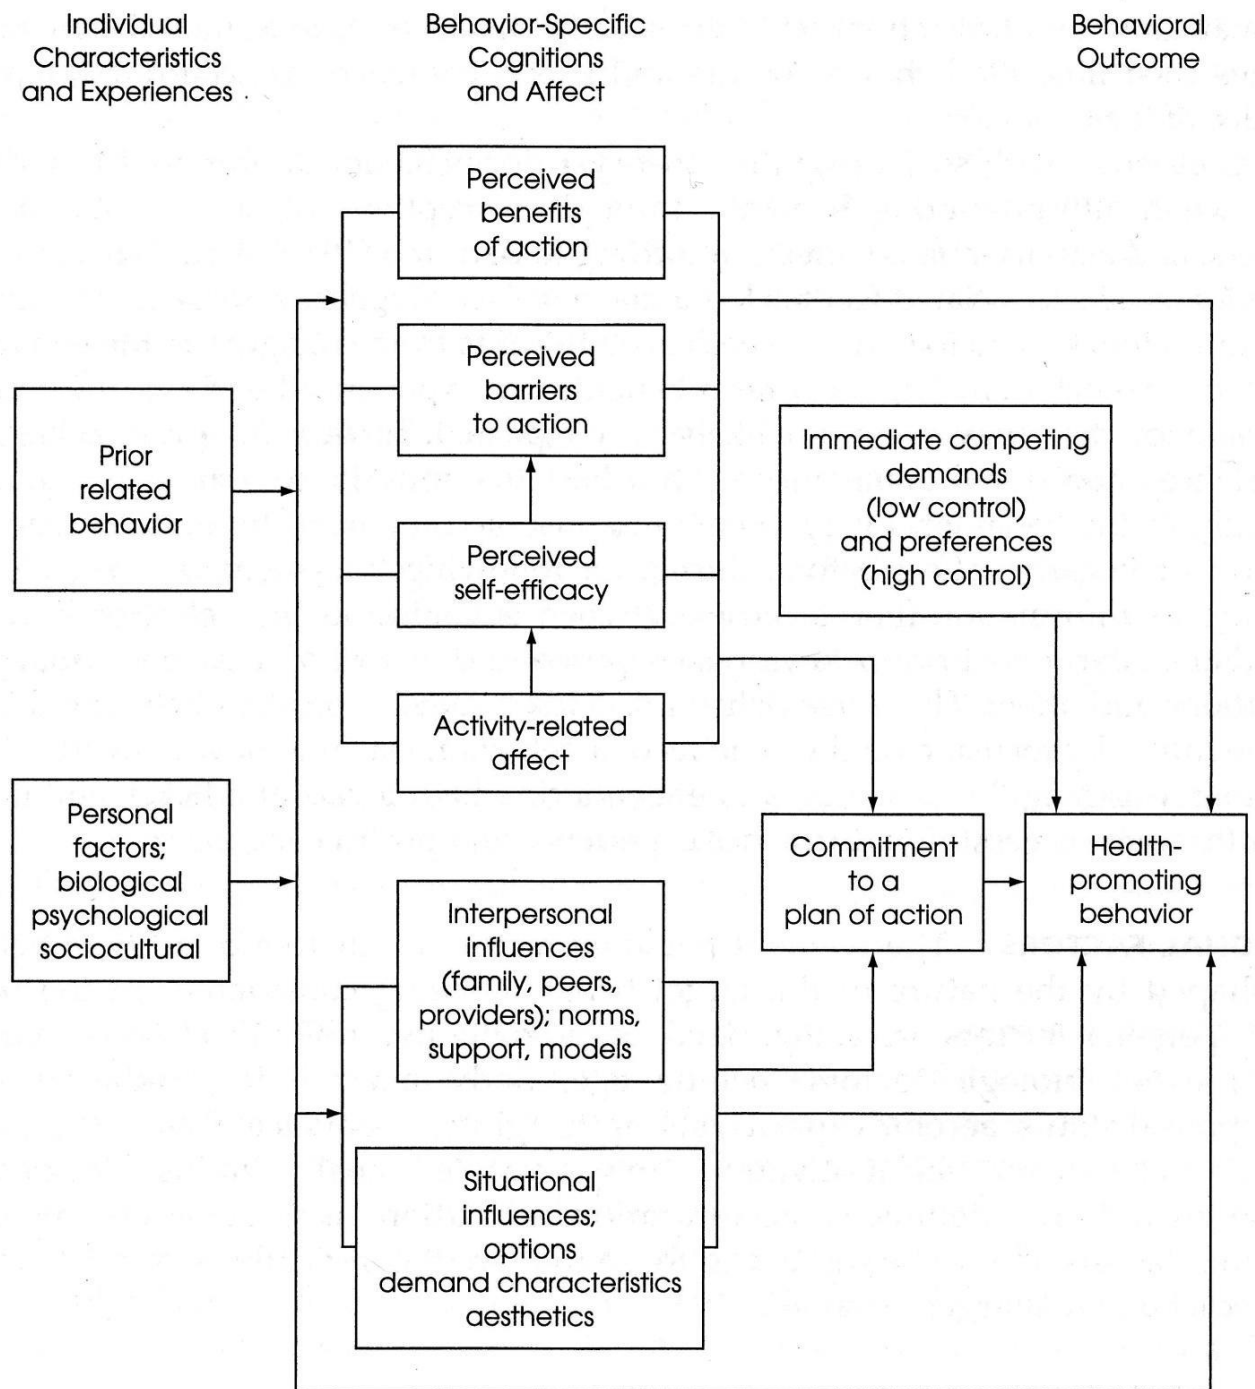 Individual
Characteristics
and Experiences
Behavior-Specific
Cognitions
and Affect
Behavioral
Outcome
Perceived
benefits
of action
Perceived
barriers
to action
Prior
related
behavior
Immediate competing
demands
(low control)
and preferences
(high control)
Perceived
self-efficacy
Activity-related
affect
Personal
factors;
biological
psychological
sociocultural
Commitment
to a
plan of action
Health-
promoting
behavior
Interpersonal
influences
(family, peers,
providers); norms,
support, models
Situational
influences;
options
demand characteristics
aesthetics